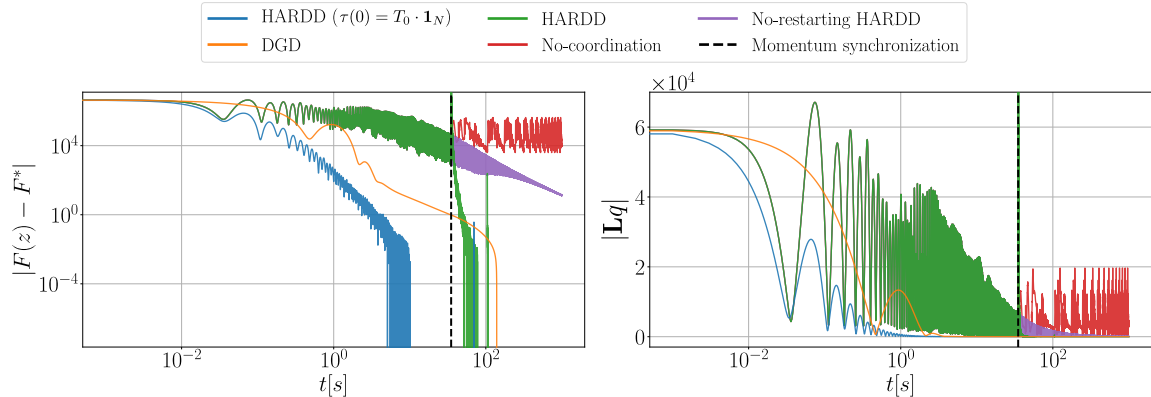 HARDD (τ(0) = T₀ · 𝟏_N)
HARDD
No-restarting HARDD
DGD
No-coordination
Momentum synchronization
|F(z) − F*|
10⁴
10⁰
10⁻⁴
10⁻²
10⁰
10²
t[s]
×10⁴
|𝐋q|
6
4
2
0
10⁻²
10⁰
10²
t[s]